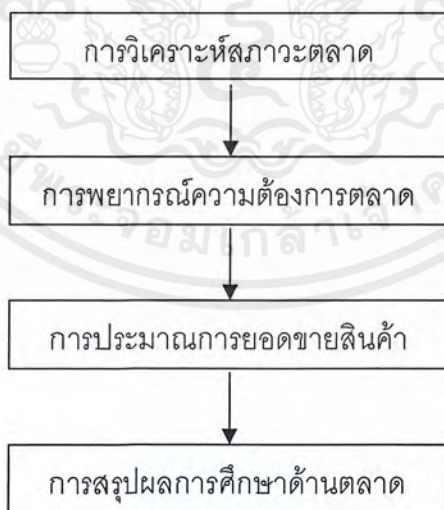 การวิเคราะห์สภาวะตลาด
การพยากรณ์ความต้องการตลาด
การประมาณการยอดขายสินค้า
การสรุปผลการศึกษาด้านตลาด